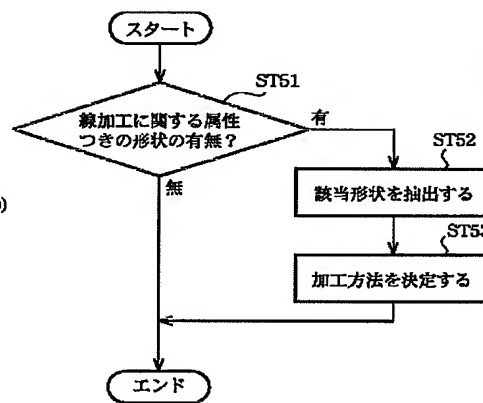 スタート
ST51
線加工に関する属性
つきの形状の有無？
有
無
ST52
該当形状を抽出する
ST53
加工方法を決定する
エンド